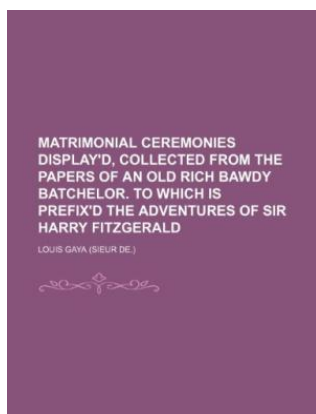 MATRIMONIAL CEREMONIES
DISPLAY'D, COLLECTED FROM THE
PAPERS OF AN OLD RICH BAWDY
BATCHELOR. TO WHICH IS
PREFIX'D THE ADVENTURES OF SIR
HARRY FITZGERALD
LOUIS GAYA (SIEUR DE.)